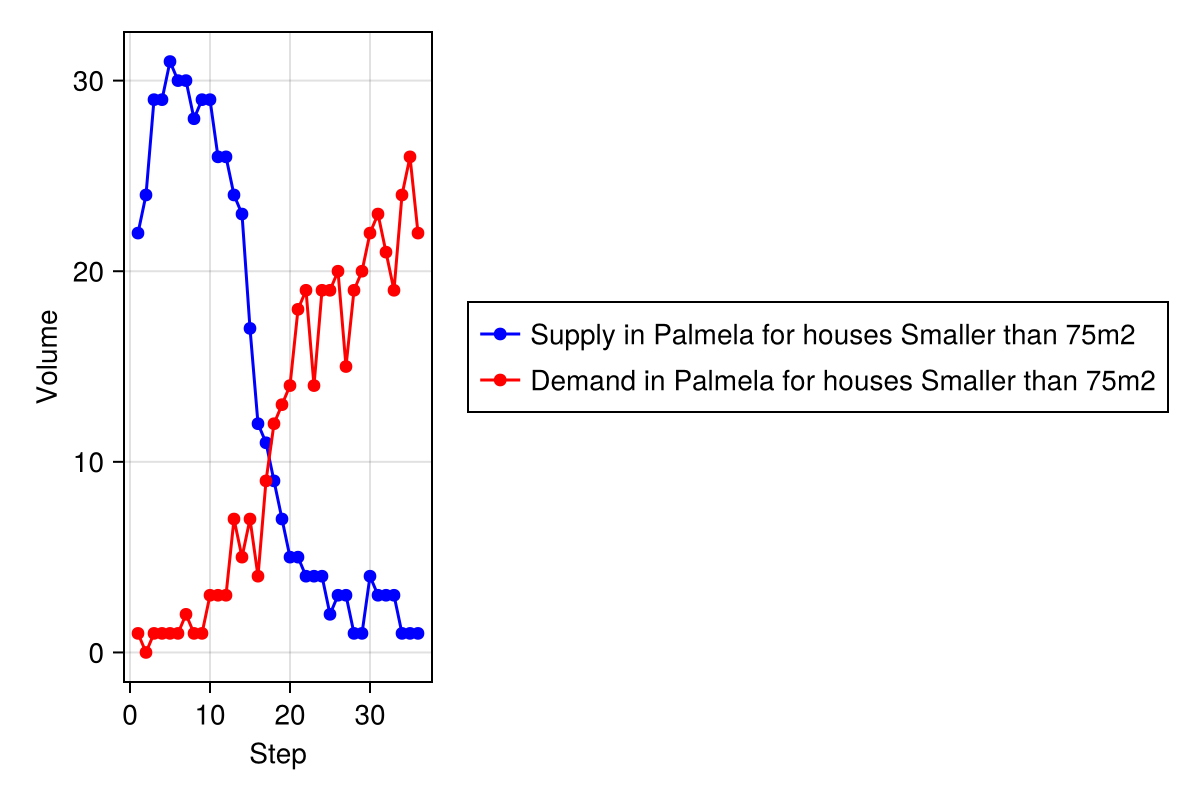 30
20
10
0
Volume
0 10 20 30
Step
Supply in Palmela for houses Smaller than 75m2
Demand in Palmela for houses Smaller than 75m2